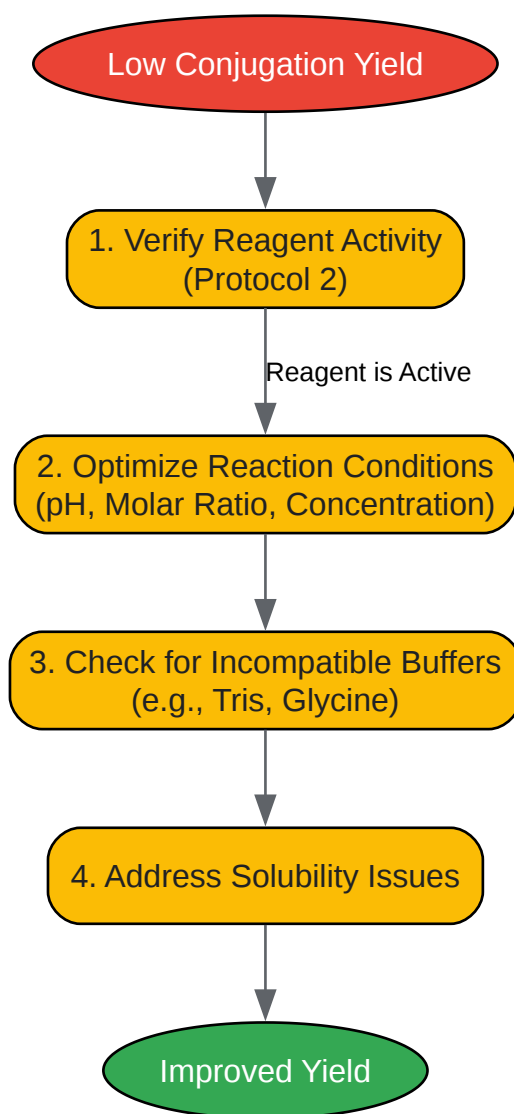 Low Conjugation Yield
1. Verify Reagent Activity
(Protocol 2)
Reagent is Active
2. Optimize Reaction Conditions
(pH, Molar Ratio, Concentration)
3. Check for Incompatible Buffers
(e.g., Tris, Glycine)
4. Address Solubility Issues
Improved Yield